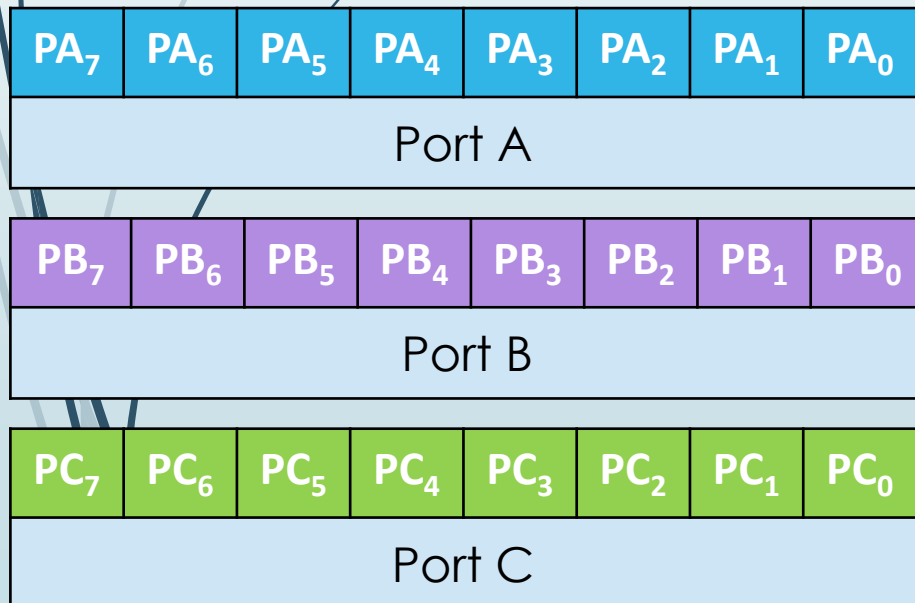 PA₇ PA₆ PA₅ PA₄ PA₃ PA₂ PA₁ PA₀
Port A
PB₇ PB₆ PB₅ PB₄ PB₃ PB₂ PB₁ PB₀
Port B
PC₇ PC₆ PC₅ PC₄ PC₃ PC₂ PC₁ PC₀
Port C